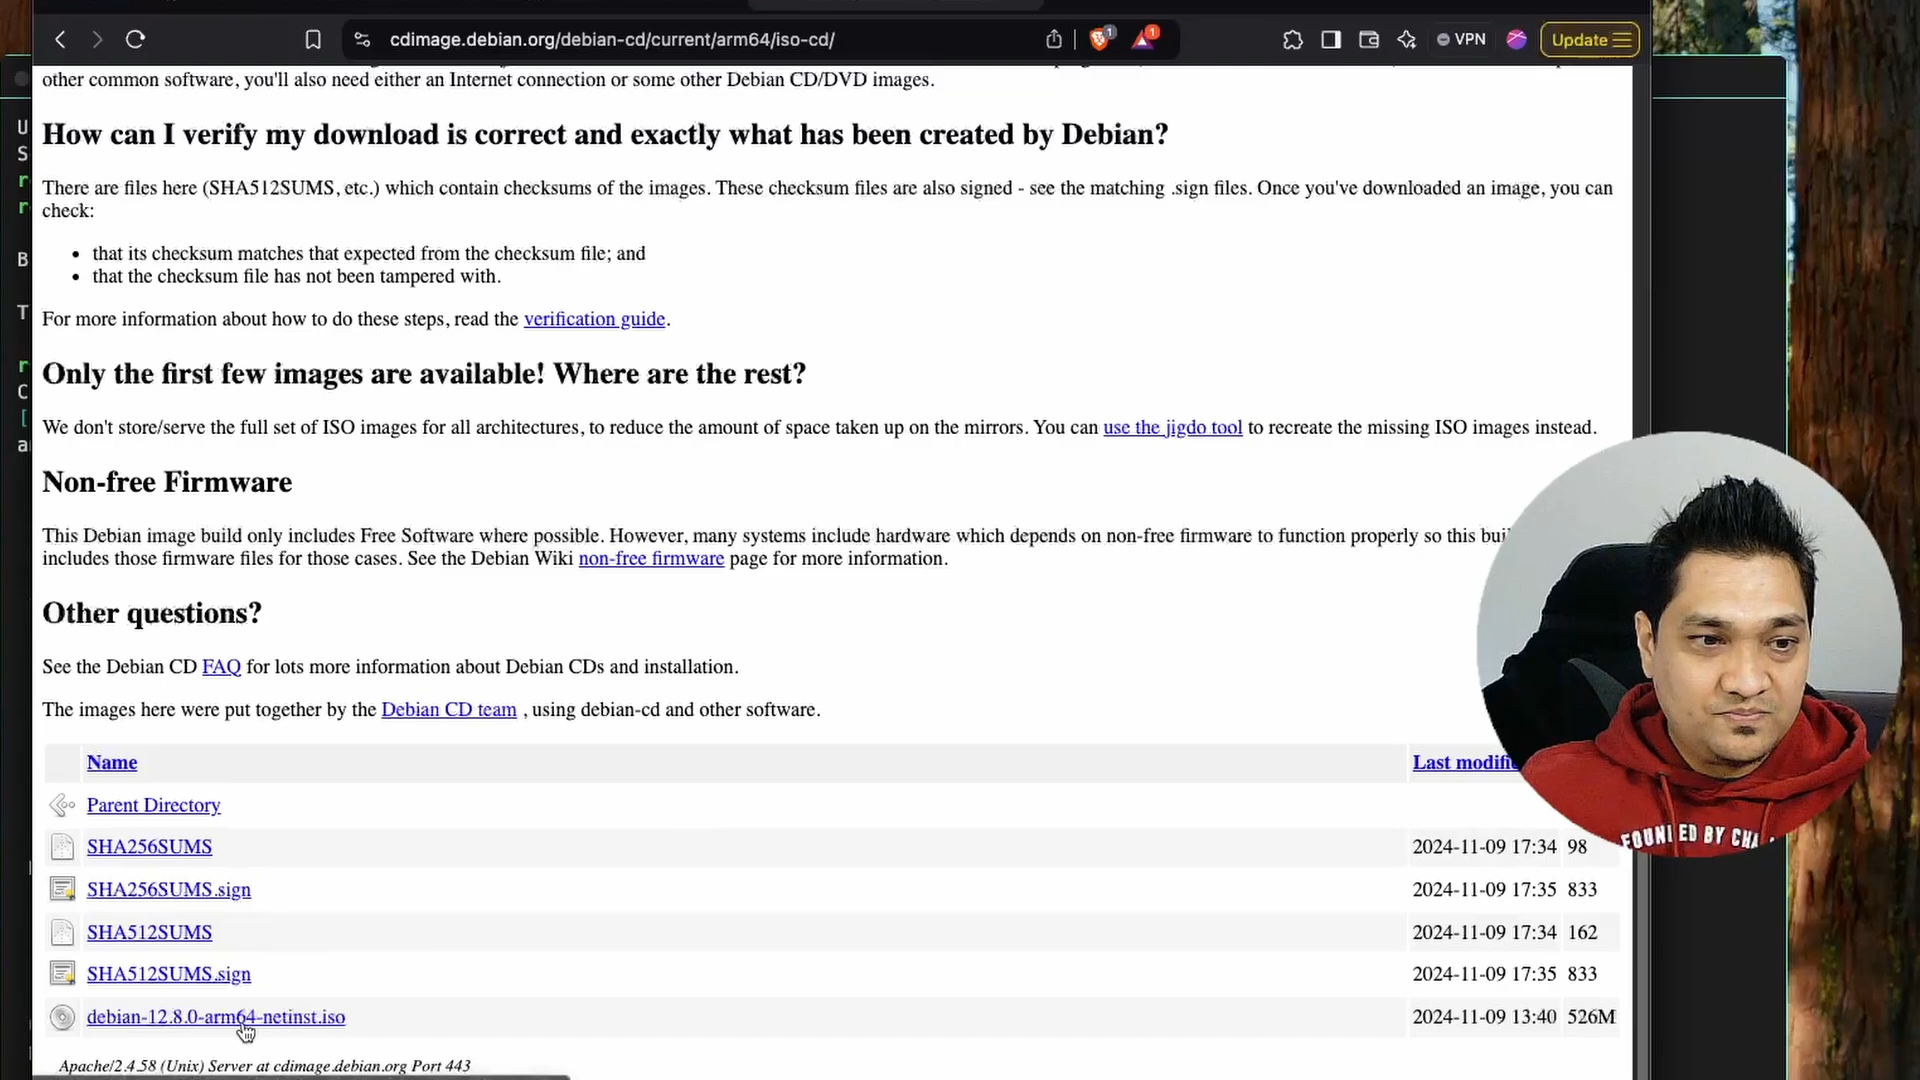 cdimage.debian.org/debian-cd/current/arm64/iso-cd/
1
1
VPN
Update
other common software, you'll also need either an Internet connection or some other Debian CD/DVD images.
How can I verify my download is correct and exactly what has been created by Debian?
There are files here (SHA512SUMS, etc.) which contain checksums of the images. These checksum files are also signed - see the matching .sign files. Once you've downloaded an image, you can
check:
• that its checksum matches that expected from the checksum file; and
• that the checksum file has not been tampered with.
For more information about how to do these steps, read the verification guide.
Only the first few images are available! Where are the rest?
We don't store/serve the full set of ISO images for all architectures, to reduce the amount of space taken up on the mirrors. You can use the jigdo tool to recreate the missing ISO images instead.
Non-free Firmware
This Debian image build only includes Free Software where possible. However, many systems include hardware which depends on non-free firmware to function properly so this
includes those firmware files for those cases. See the Debian Wiki non-free firmware page for more information.
Other questions?
See the Debian CD FAQ for lots more information about Debian CDs and installation.
The images here were put together by the Debian CD team , using debian-cd and other software.
Name Last
Parent Directory
SHA256SUMS 2024-11-09 17:34 98
SHA256SUMS.sign 2024-11-09 17:35 833
SHA512SUMS 2024-11-09 17:34 162
SHA512SUMS.sign 2024-11-09 17:35 833
debian-12.8.0-arm64-netinst.iso 2024-11-09 13:40 526M
Apache/2.4.58 (Unix) Server at cdimage.debian.org Port 443
FOUNDED BY